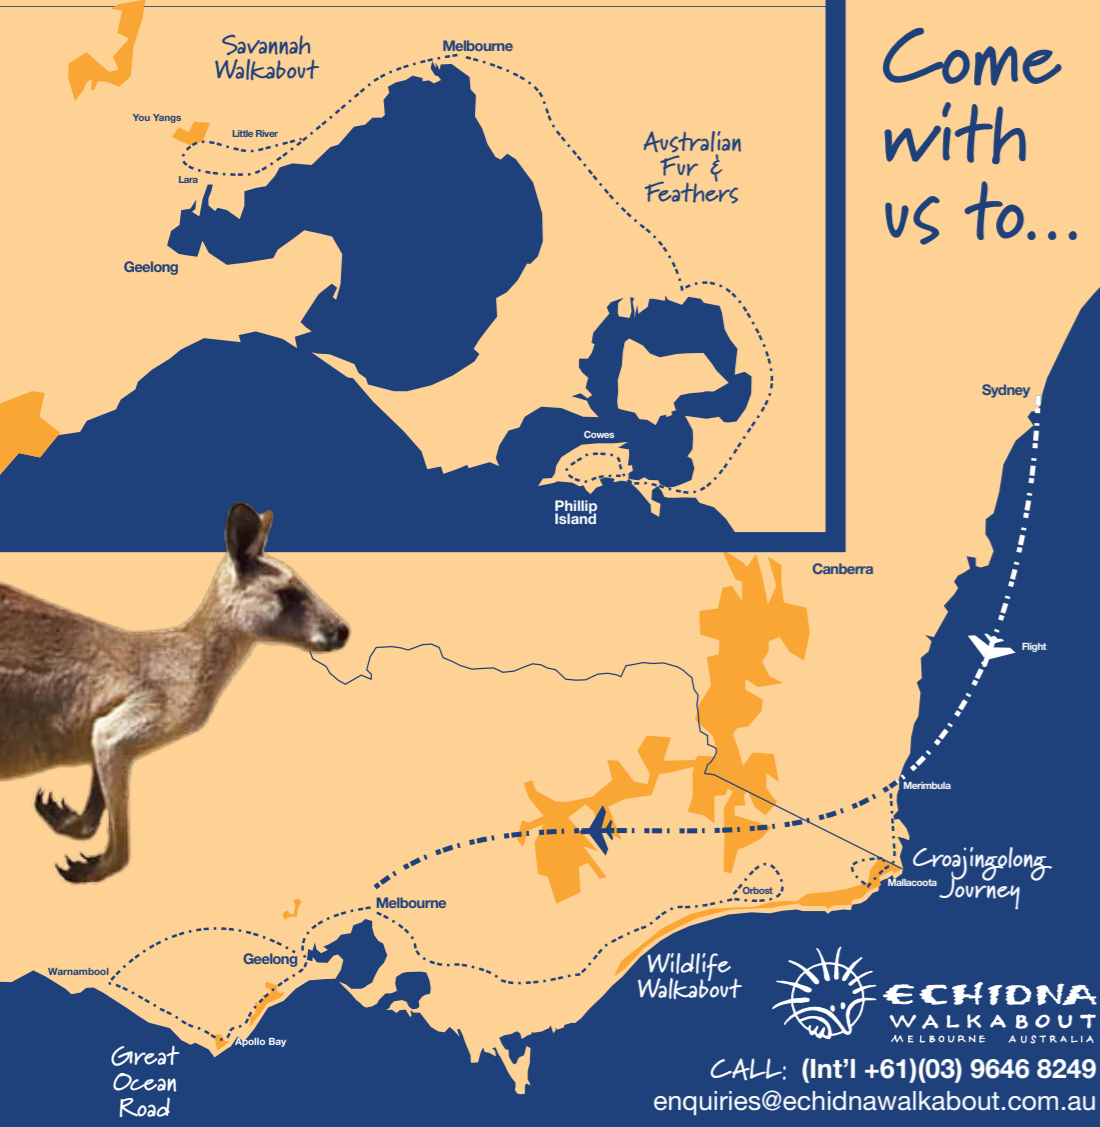 Come
with
us to...
Savannah
Walkabout
Melbourne
You Yangs
Little River
Lara
Geelong
Australian
Fur &
Feathers
Cowes
Phillip
Island
Sydney
Canberra
Flight
Merimbula
Croajingolong
Journey
Mallacoota
Orbost
Melbourne
Geelong
Warnambool
Apollo Bay
Great
Ocean
Road
Wildlife
Walkabout
ECHIDNA
WALKABOUT
MELBOURNE AUSTRALIA
CALL: (Int'l +61)(03) 9646 8249
enquiries@echidnawalkabout.com.au